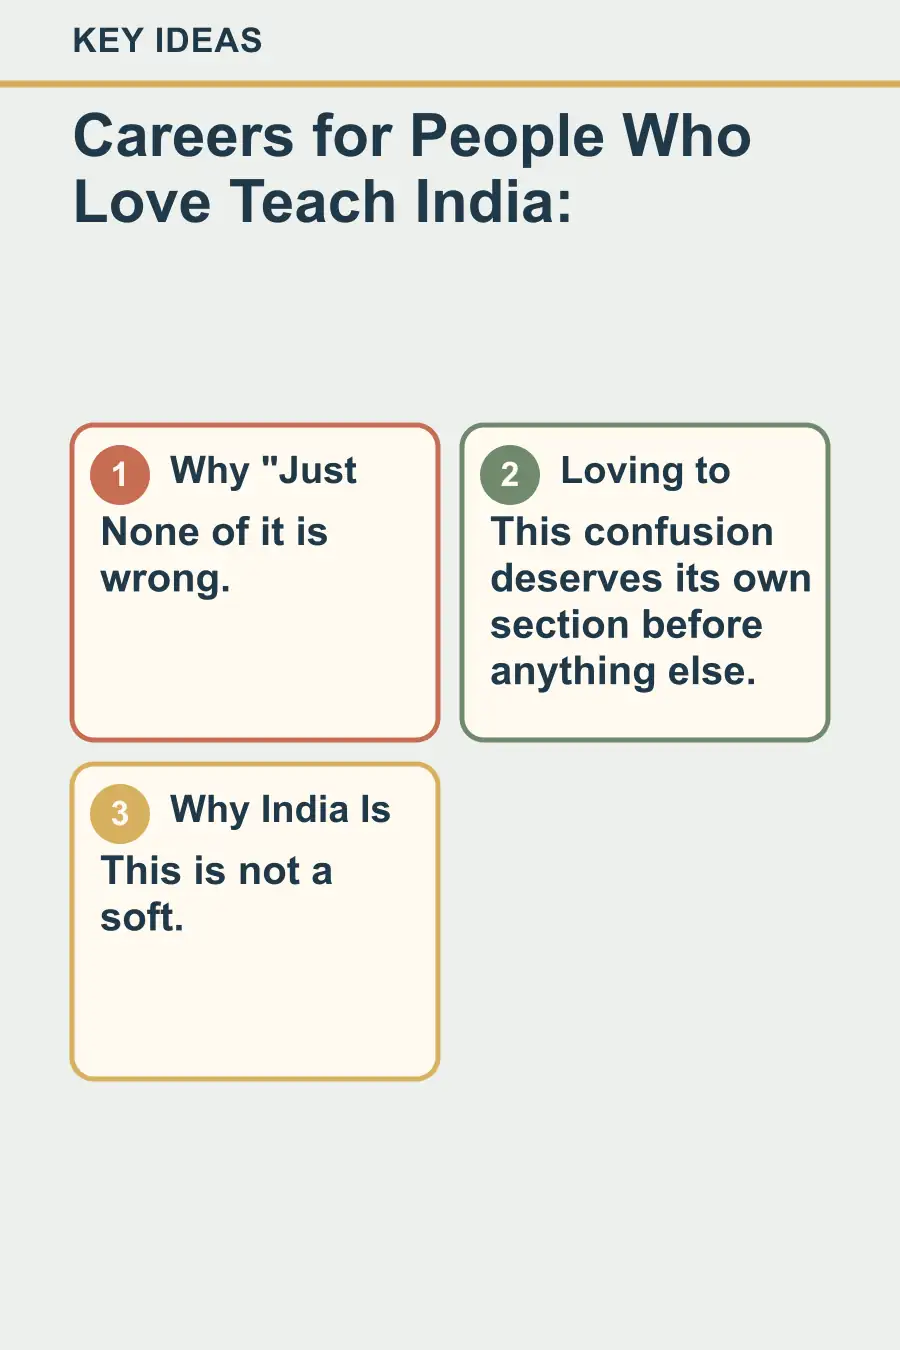 KEY IDEAS
Careers for People Who
Love Teach India:
1 Why "Just
None of it is
wrong.
2 Loving to
This confusion
deserves its own
section before
anything else.
3 Why India Is
This is not a
soft.